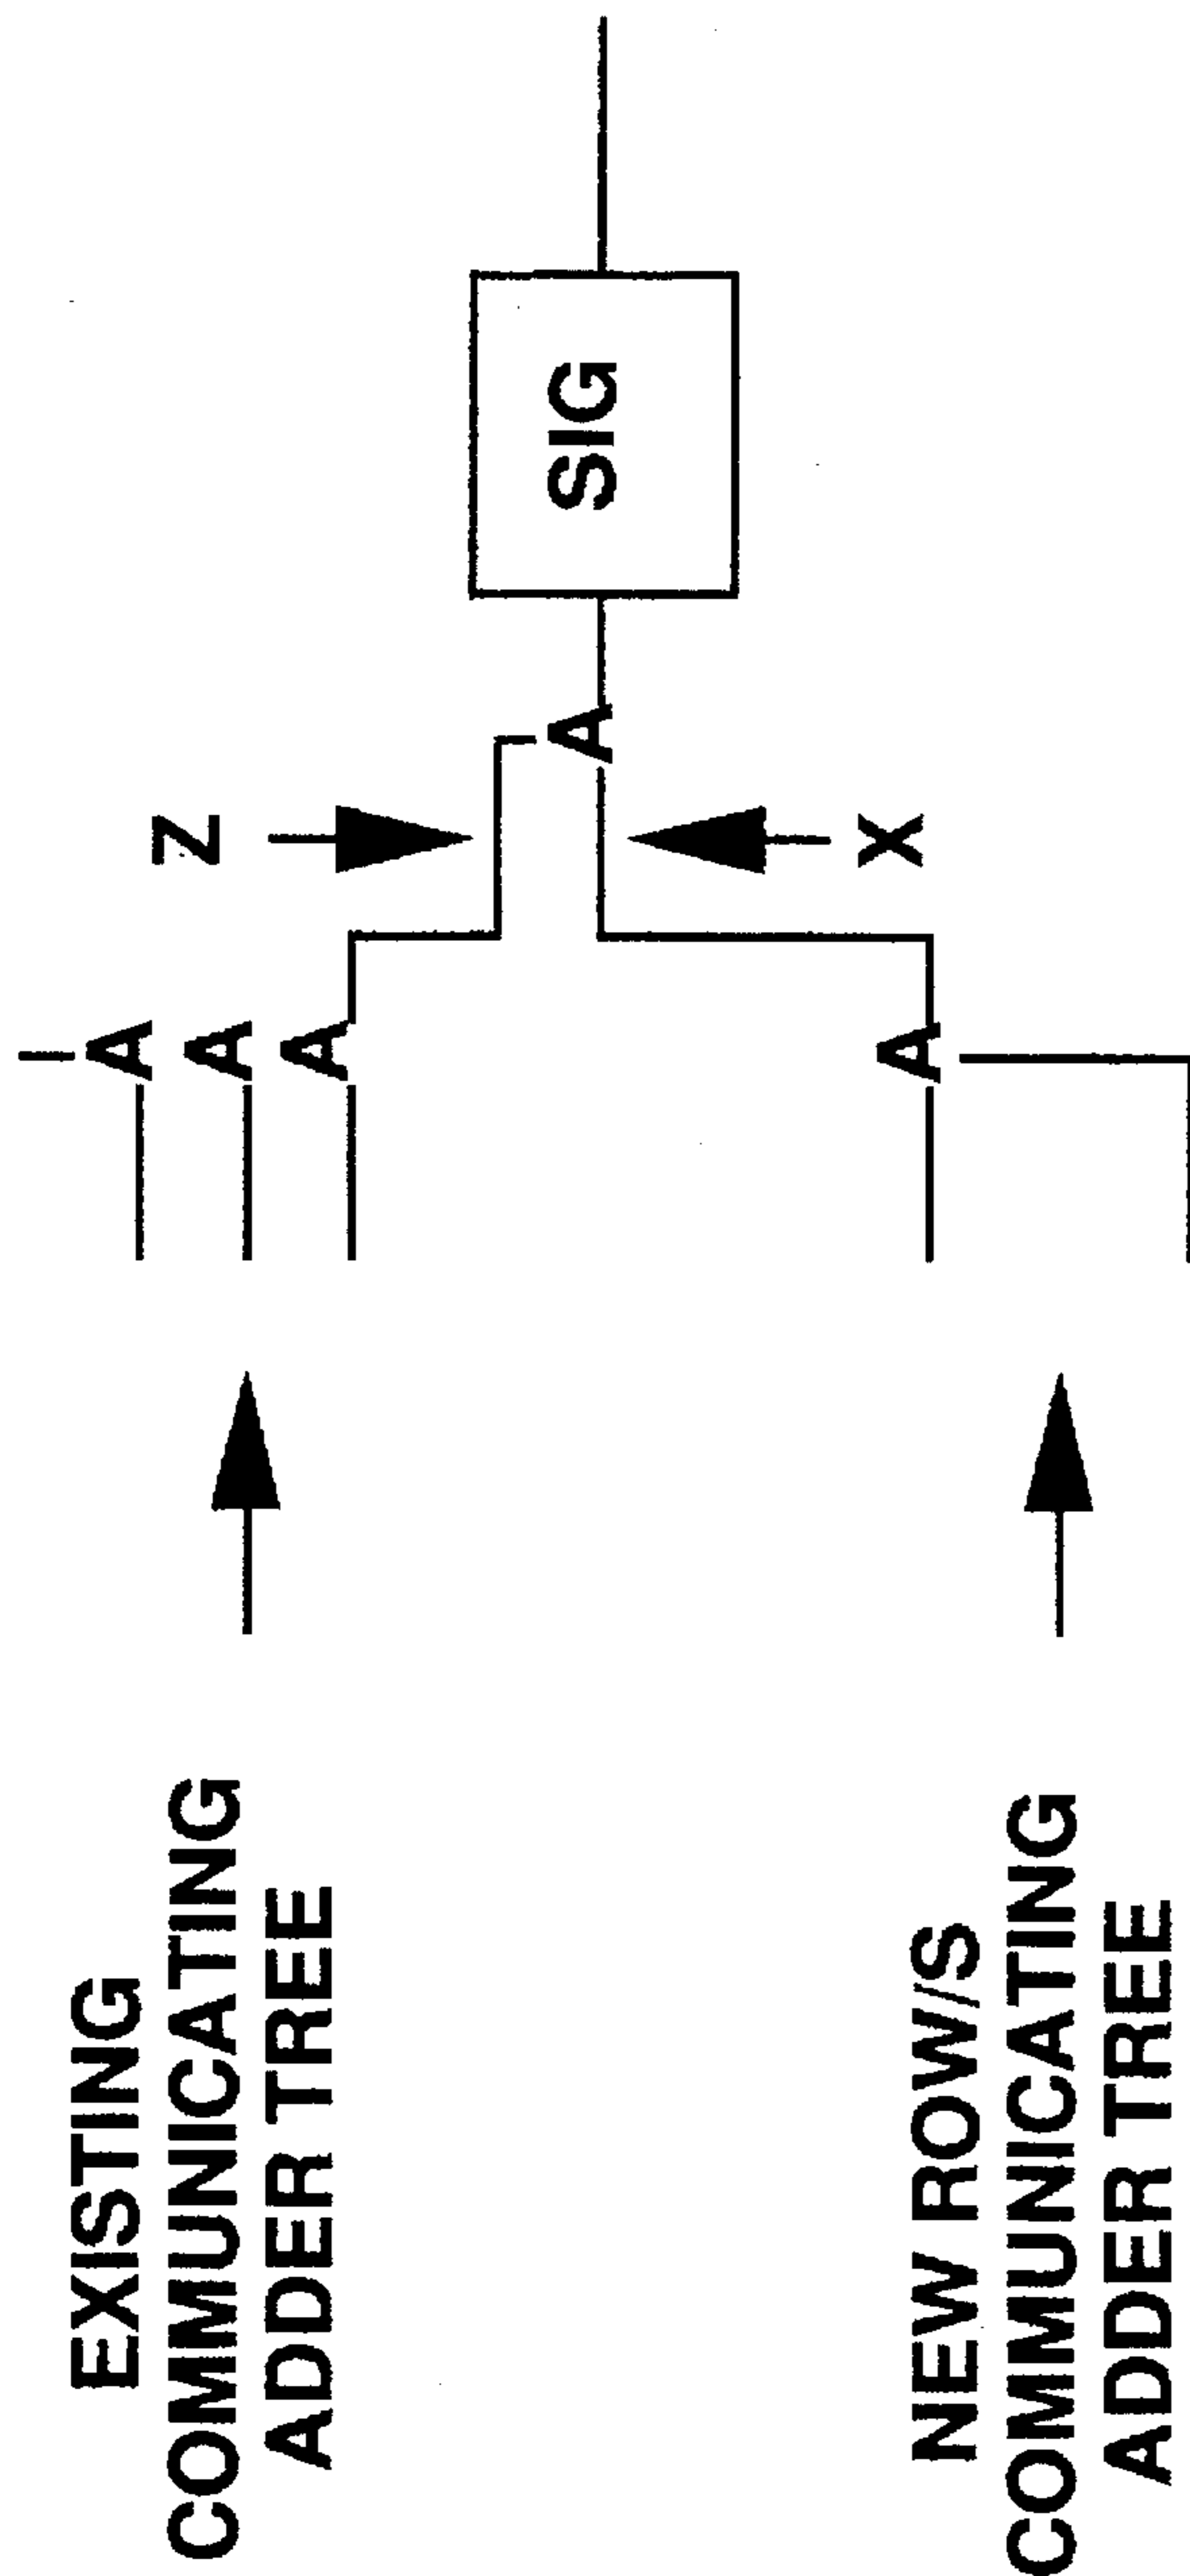 EXISTING
COMMUNICATING
ADDER TREE
A
A
A
Z
A
SIG
X
A
NEW ROW/S
COMMUNICATING
ADDER TREE